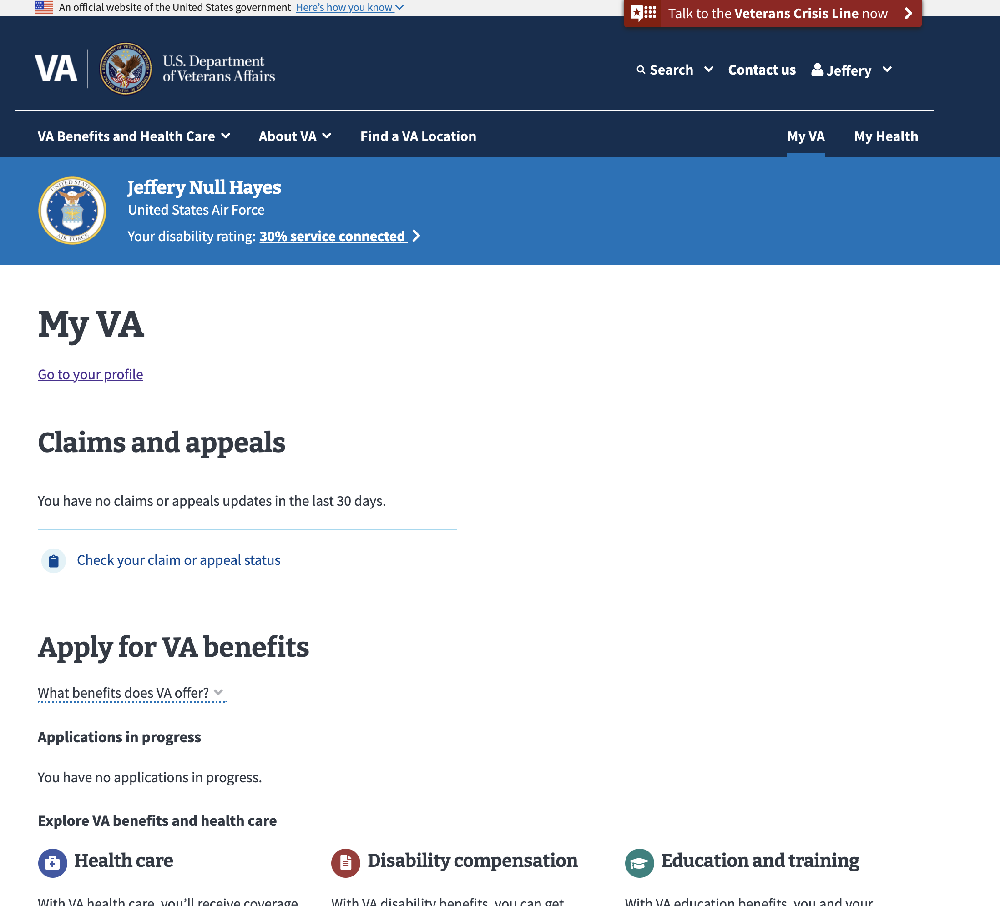 An official website of the United States government Here’s how you know
Talk to the Veterans Crisis Line now
VA
U.S. Department
of Veterans Affairs
Search
Contact us
Jeffery
VA Benefits and Health Care
About VA
Find a VA Location
My VA
My Health
UNITED STATES
AIR FORCE
Jeffery Null Hayes
United States Air Force
Your disability rating: 30% service connected
My VA
Go to your profile
Claims and appeals
You have no claims or appeals updates in the last 30 days.
Check your claim or appeal status
Apply for VA benefits
What benefits does VA offer?
Applications in progress
You have no applications in progress.
Explore VA benefits and health care
Health care
Disability compensation
Education and training
With VA health care, you’ll receive coverage
With VA disability benefits, you can get
With VA education benefits, you and your